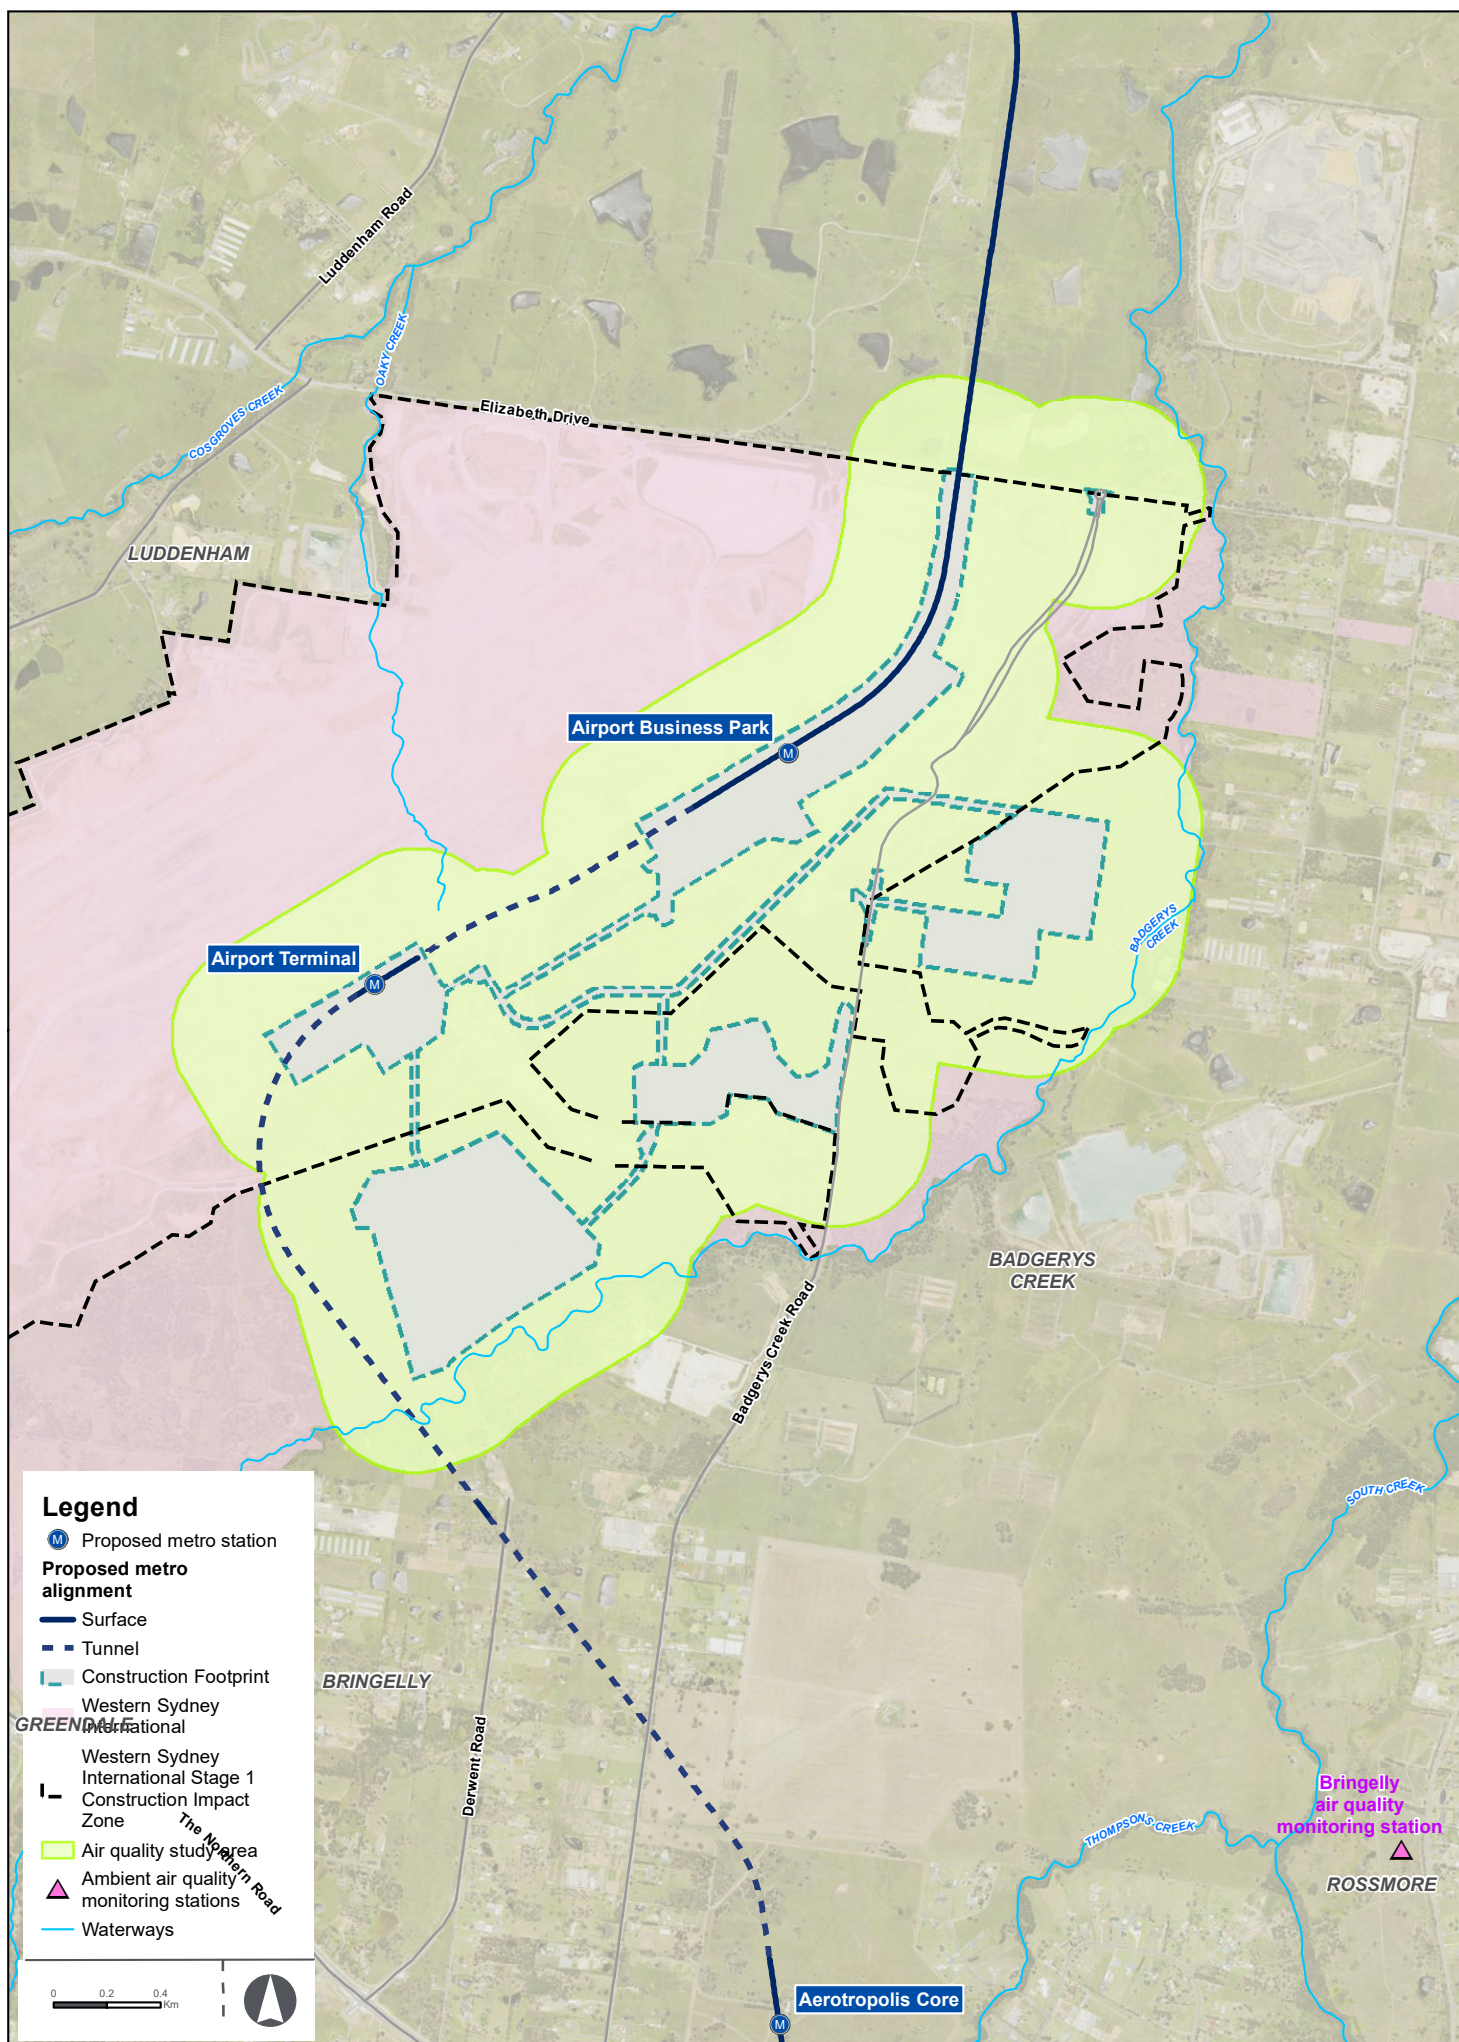 Luddenham Road
OAKY CREEK
COSGROVES CREEK
Elizabeth Drive
LUDDENHAM
Airport Business Park
M
Airport Terminal
M
BADGERYS
CREEK
BADGERYS
CREEK
Badgerys Creek Road
SOUTH CREEK
BRINGELLY
GREENDALE
Derwent Road
The Northern Road
THOMPSONS CREEK
Bringelly
air quality
monitoring station
ROSSMORE
Aerotropolis Core
M
Legend
M Proposed metro station
Proposed metro
alignment
Surface
Tunnel
Construction Footprint
Western Sydney
International
Western Sydney
International Stage 1
Construction Impact
Zone
Air quality study area
Ambient air quality
monitoring stations
Waterways
0 0.2 0.4
Km